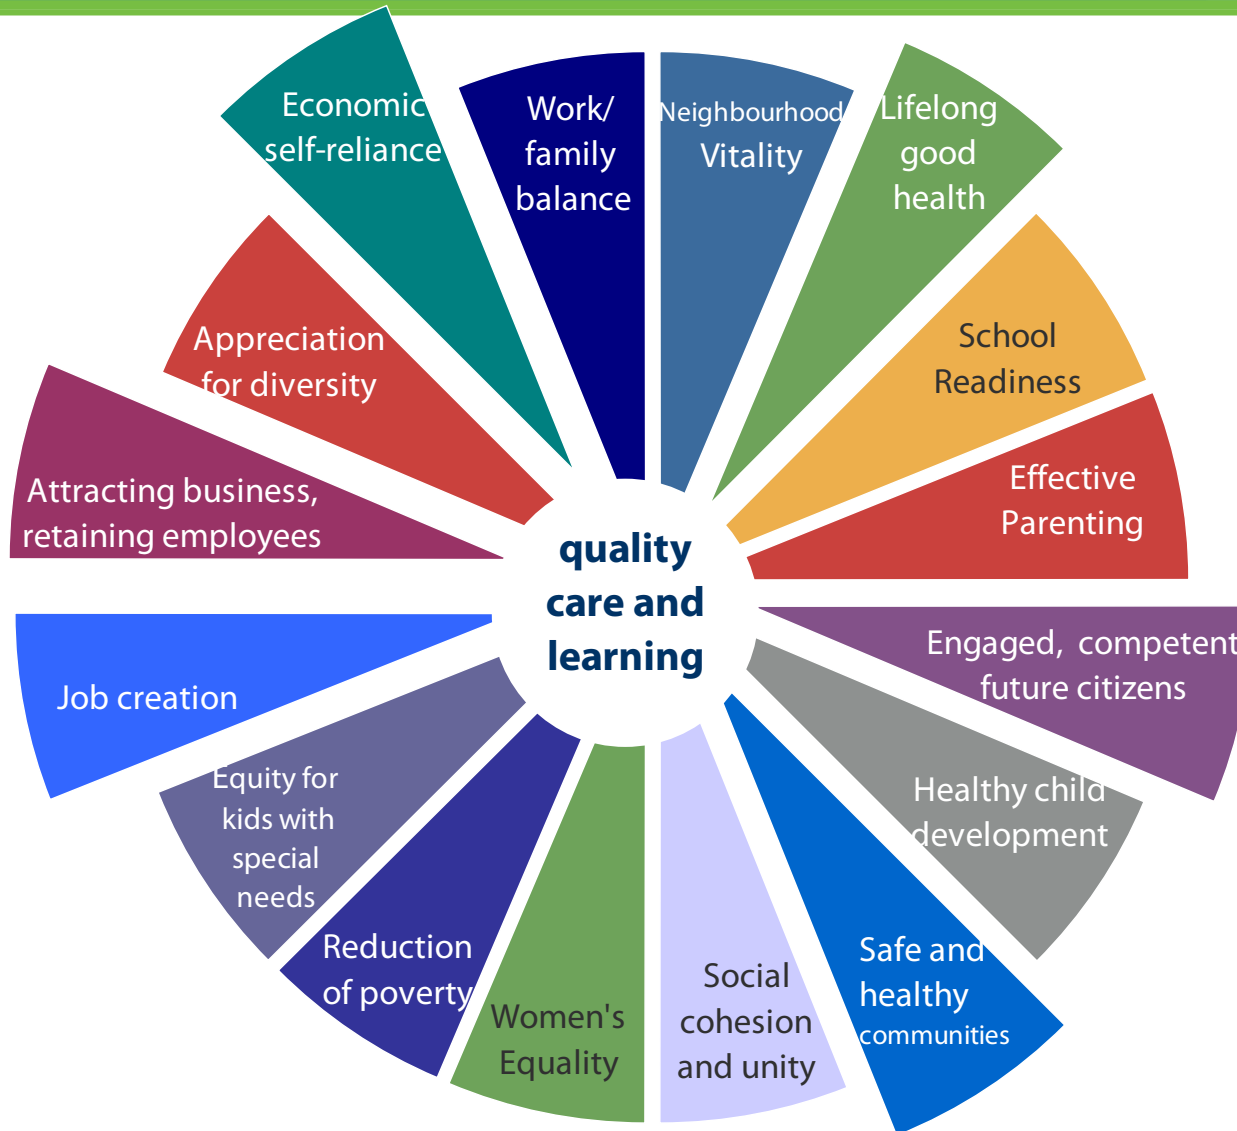 Economic
self-reliance
Work/
family
balance
Neighbourhood
Vitality
Lifelong
good
health
School
Readiness
Effective
Parenting
Engaged, competent
future citizens
Healthy child
development
Safe and
healthy
communities
Social
cohesion
and unity
Women's
Equality
Reduction
of poverty
Equity for
kids with
special
needs
Job creation
Attracting business,
retaining employees
Appreciation
for diversity
quality
care and
learning